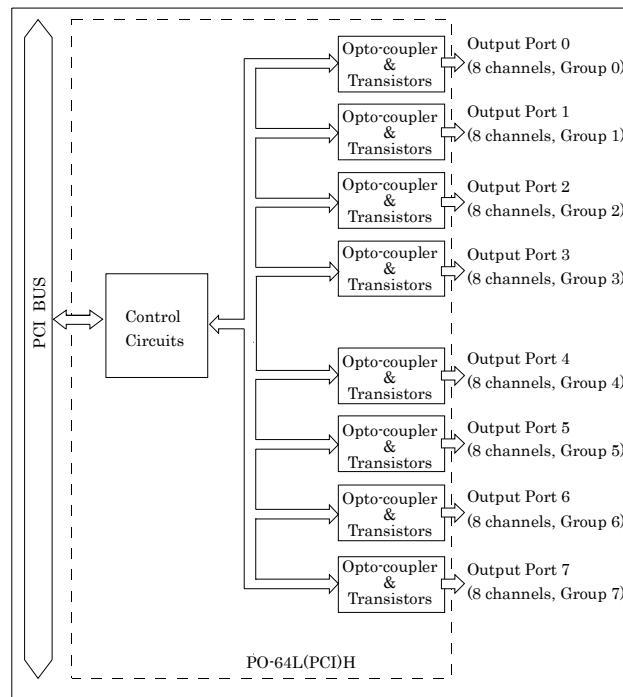 Opto-coupler
&
Transistors
Output Port 0
(8 channels, Group 0)
Opto-coupler
&
Transistors
Output Port 1
(8 channels, Group 1)
Opto-coupler
&
Transistors
Output Port 2
(8 channels, Group 2)
Opto-coupler
&
Transistors
Output Port 3
(8 channels, Group 3)
PCI BUS
Control
Circuits
Opto-coupler
&
Transistors
Output Port 4
(8 channels, Group 4)
Opto-coupler
&
Transistors
Output Port 5
(8 channels, Group 5)
Opto-coupler
&
Transistors
Output Port 6
(8 channels, Group 6)
Opto-coupler
&
Transistors
Output Port 7
(8 channels, Group 7)
PO-64L(PCI)H